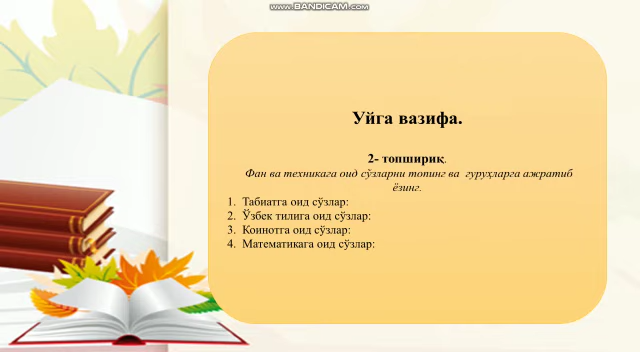 www.BANDICAM.com
Уйга вазифа.
2- топшириқ.
Фан ва техникага оид сўзларни топинг ва гуруҳларга ажратиб
ёзинг.
1. Табиатга оид сўзлар:
2. Ўзбек тилига оид сўзлар:
3. Коинотга оид сўзлар:
4. Математикага оид сўзлар: